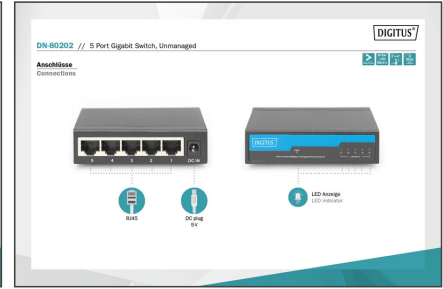 DIGITUS®
DN-80202 // 5 Port Gigabit Switch, Unmanaged
Anschlüsse
Connections
5 4 3 2 1 DC IN
DIGITUS
RJ45
DC plug
5V
LED Anzeige
LED indicator